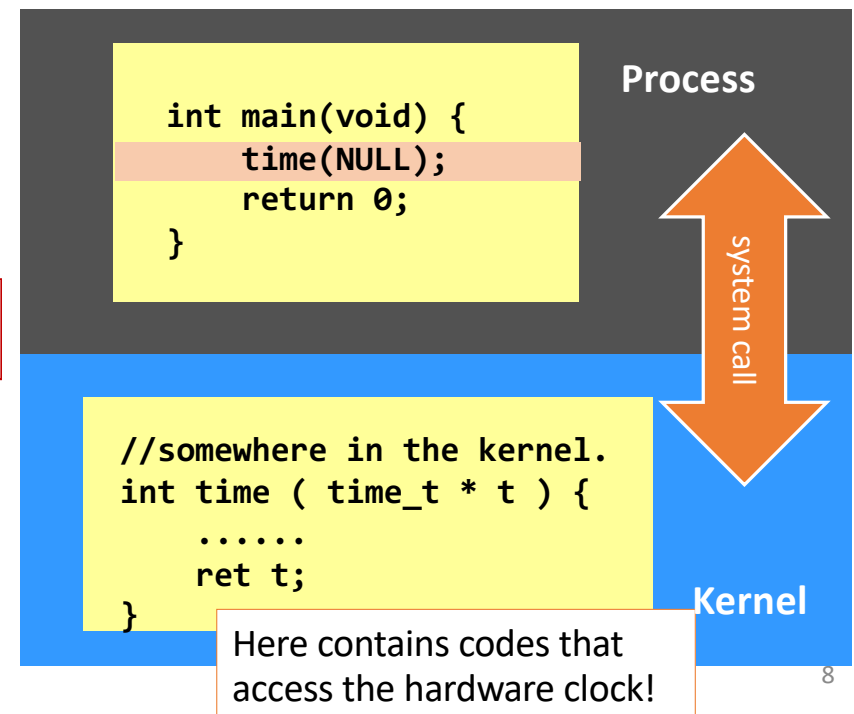 Process
int main(void) {
    time(NULL);
    return 0;
}
system call
//somewhere in the kernel.
int time ( time_t * t ) {
    ......
    ret t;
}
Kernel
Here contains codes that
access the hardware clock!
8